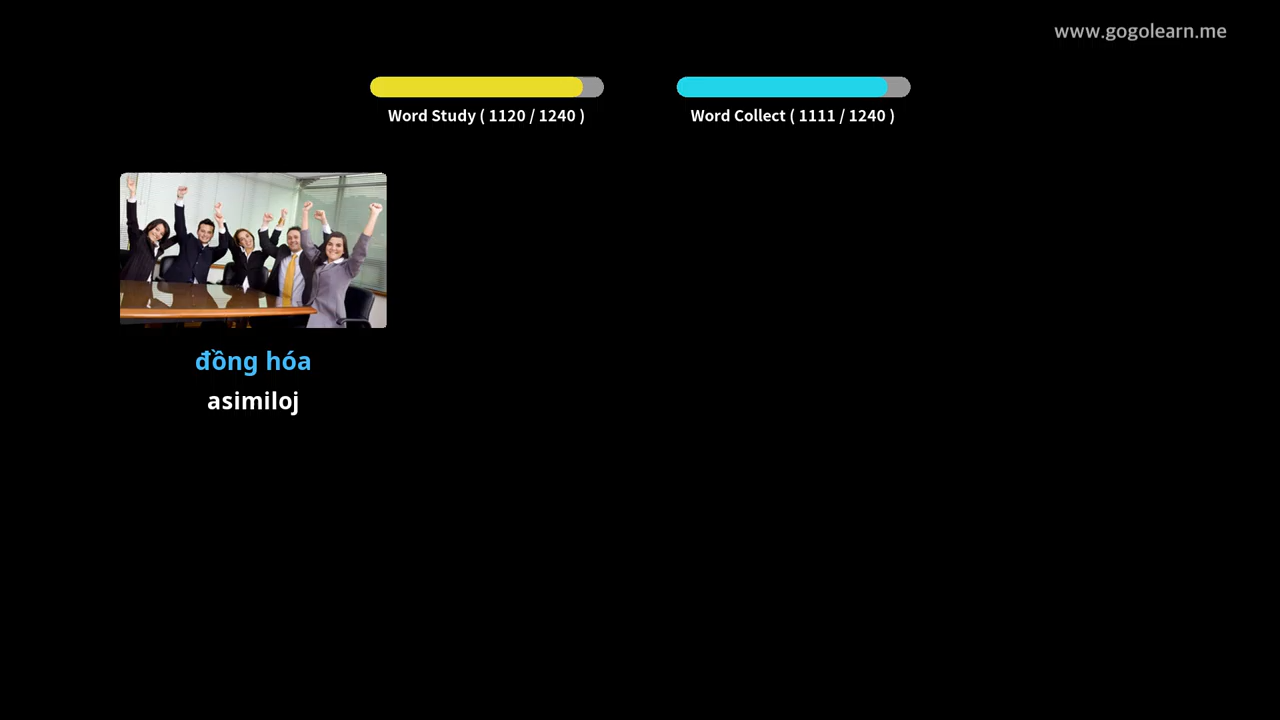 www.gogolearn.me
Word Study ( 1120 / 1240 )
Word Collect ( 1111 / 1240 )
đồng hóa
asimiloj